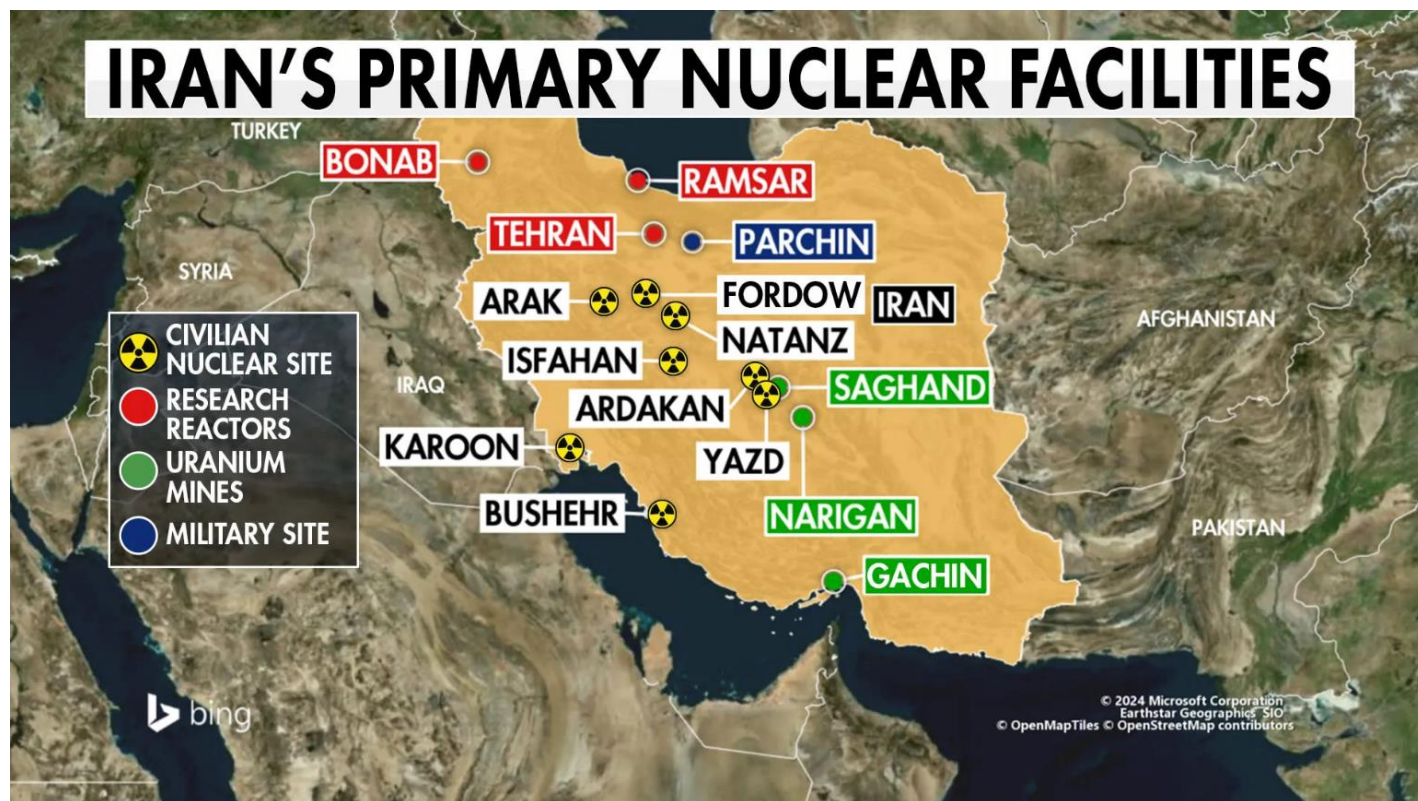 IRAN'S PRIMARY NUCLEAR FACILITIES
TURKEY
BONAB
RAMSAR
TEHRAN
PARCHIN
SYRIA
ARAK
FORDOW
IRAN
NATANZ
AFGHANISTAN
CIVILIAN
NUCLEAR SITE
RESEARCH
REACTORS
URANIUM
MINES
MILITARY SITE
ISFAHAN
IRAQ
SAGHAND
ARDAKAN
KAROON
YAZD
BUSHEHR
NARIGAN
PAKISTAN
GACHIN
bing
© 2024 Microsoft Corporation
Earthstar Geographics SIO
© OpenMapTiles © OpenStreetMap contributors